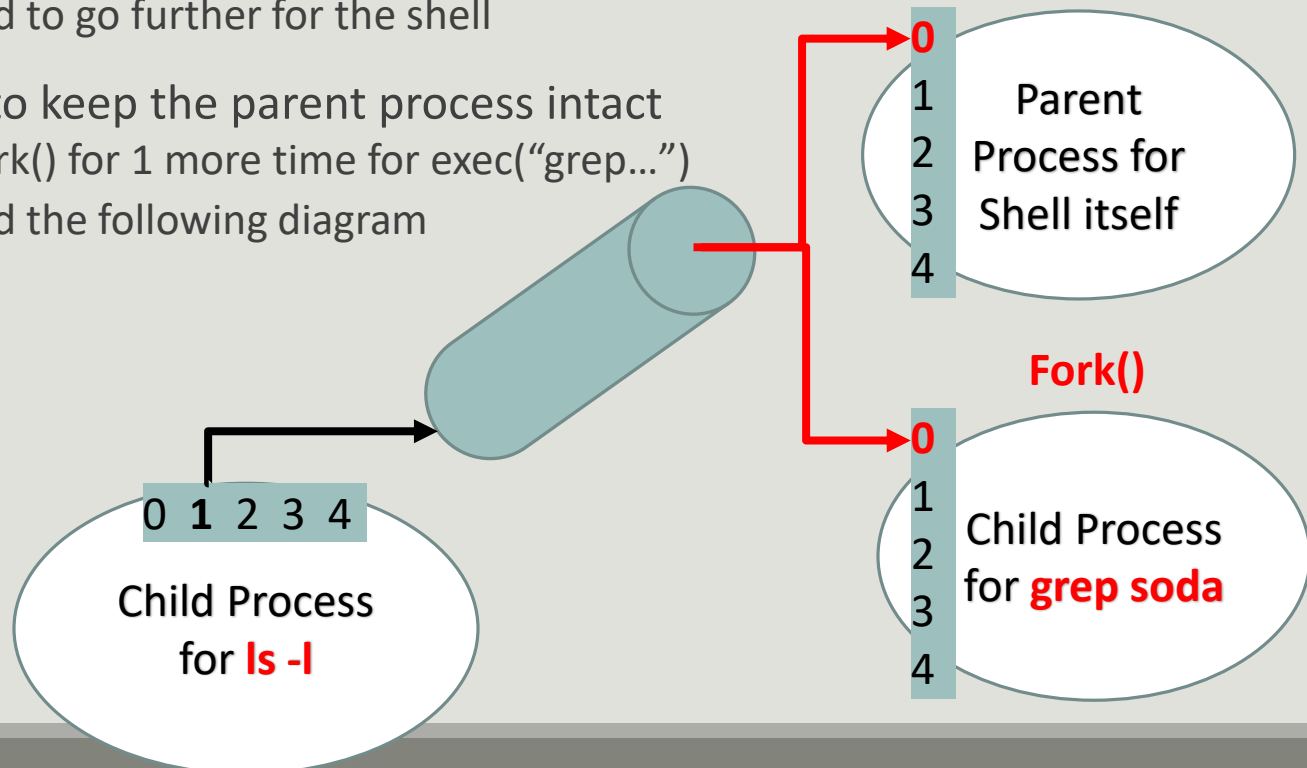 to go further for the shell
to keep the parent process intact
for 1 more time for exec(“grep…”)
the following diagram
0
1
2
3
4
Parent
Process for
Shell itself
Fork()
0
1
2
3
4
Child Process
for grep soda
0 1 2 3 4
Child Process
for ls -l